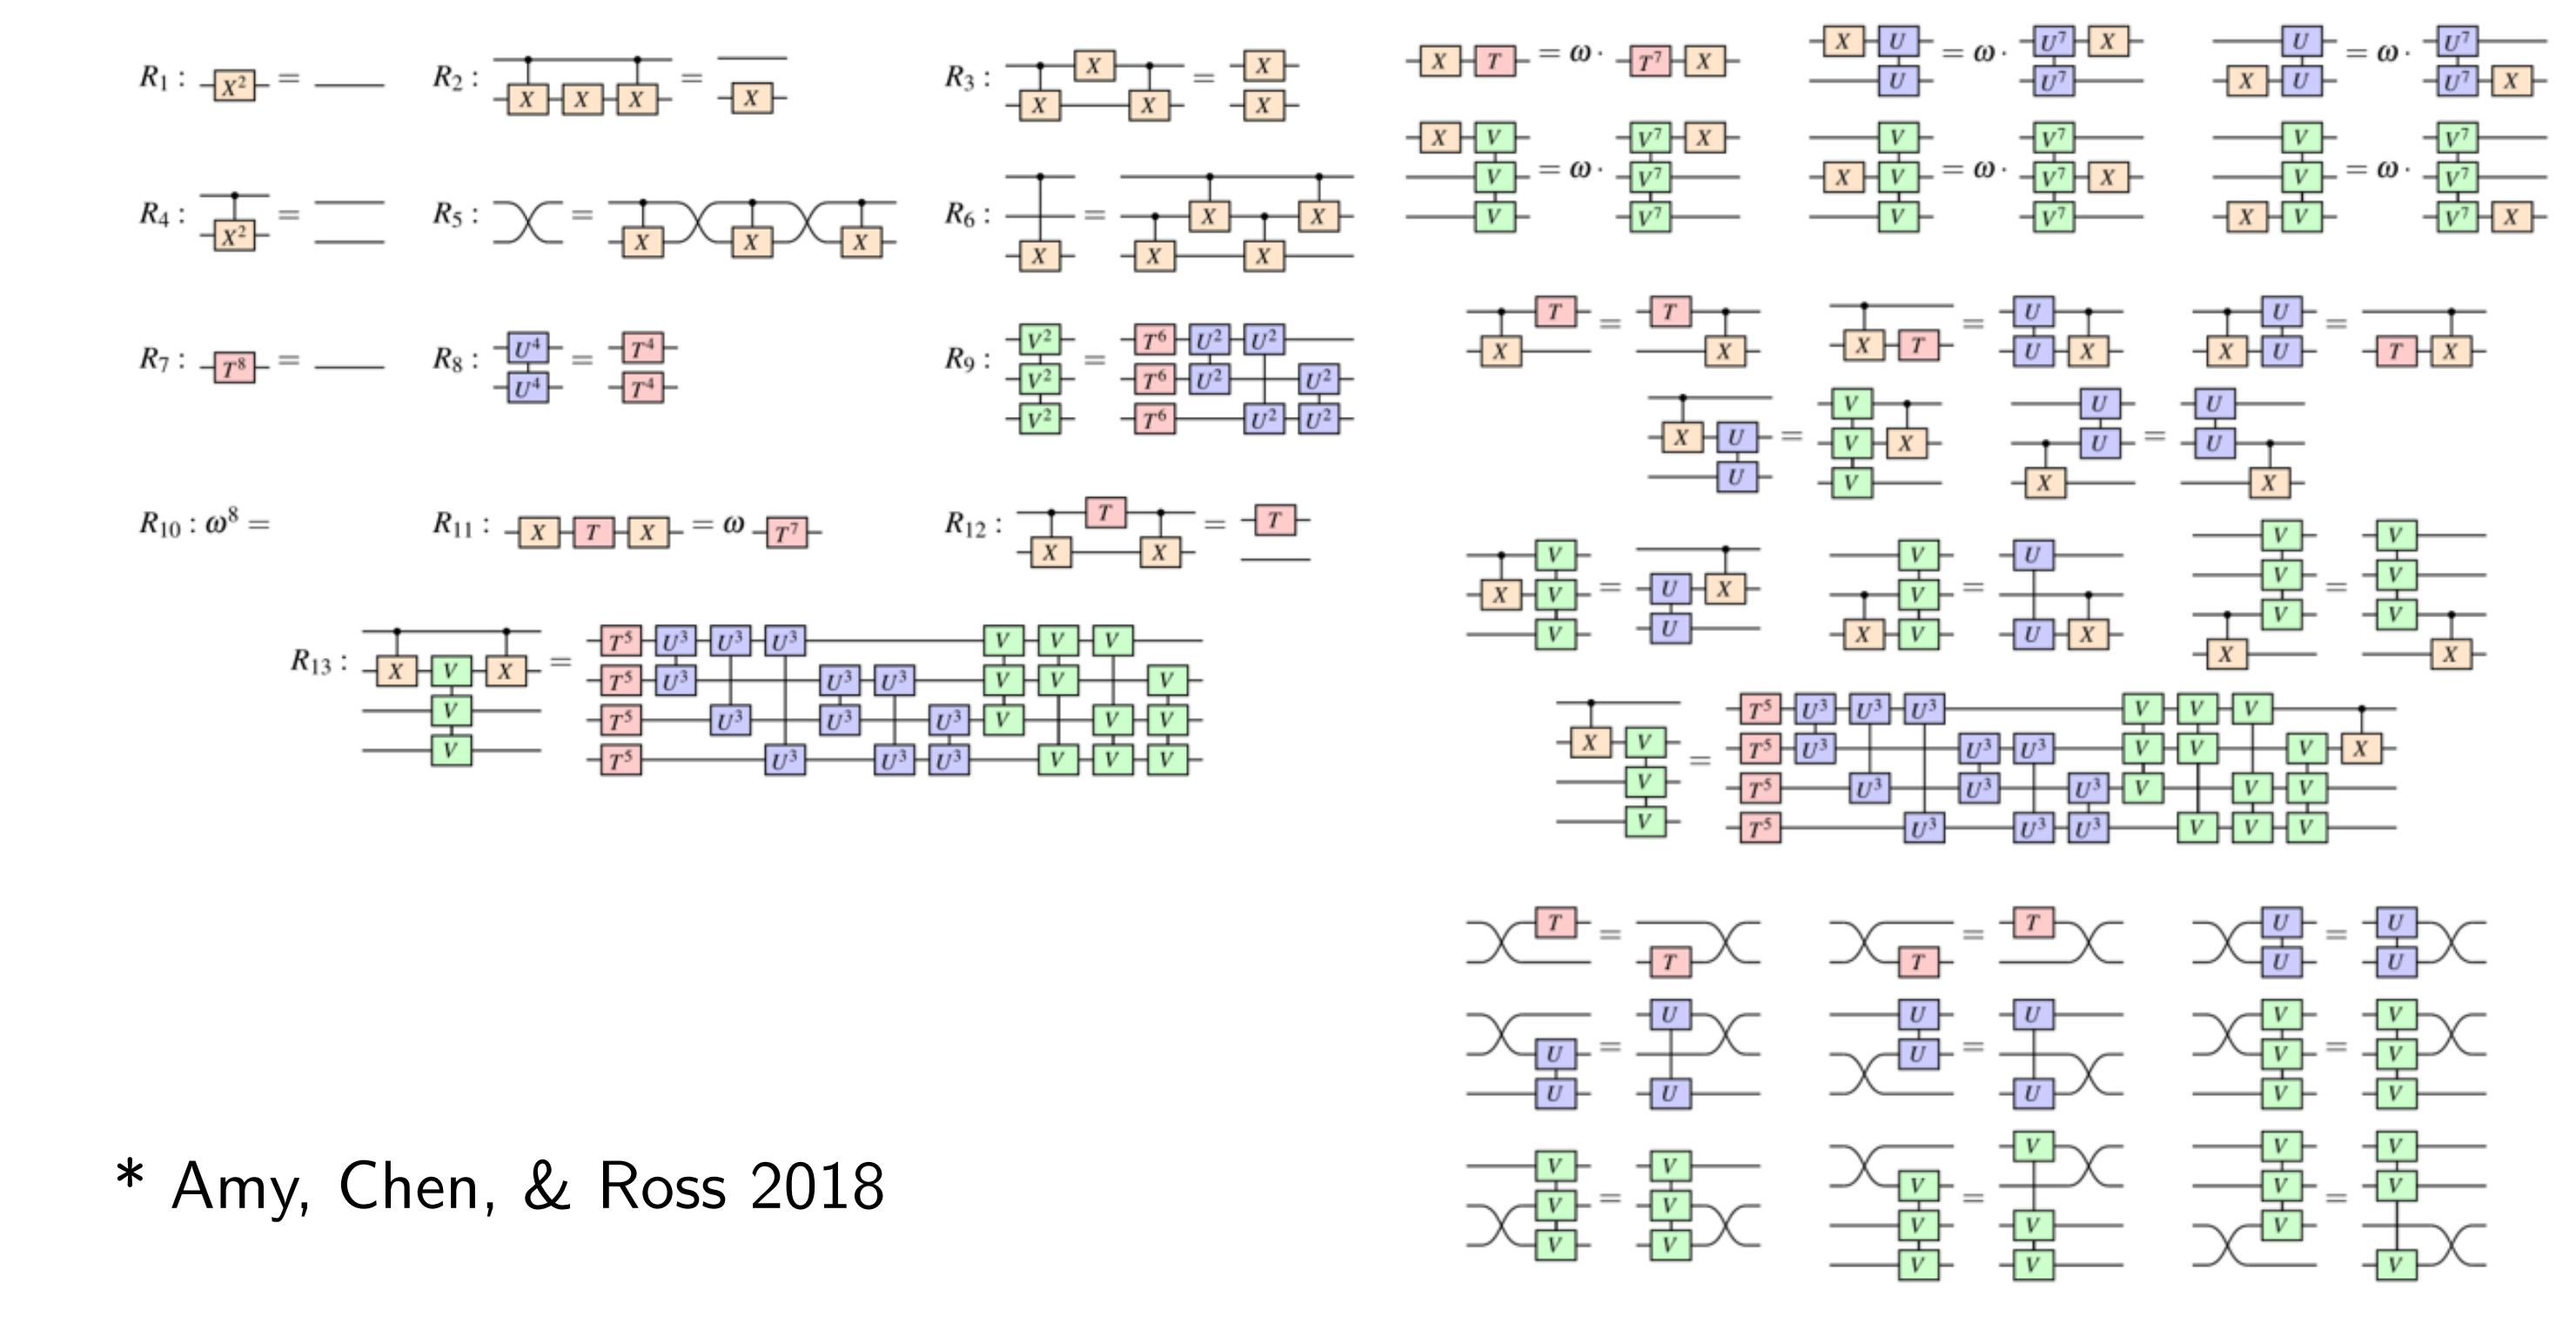 R₁ : X² =
R₂ : X X X = X
R₃ : X X X = X X
R₄ : X² =
R₅ : = X X X
R₆ : X = X X X X
R₇ : T⁸ =
R₈ : U⁴ U⁴ = T⁴ T⁴
R₉ : V² V² V² = T⁶ U² U²
T⁶ U² U²
T⁶ U² U²
R₁₀ : ω⁸ =
R₁₁ : X T X = ω T⁷
R₁₂ : X T X = T
R₁₃ : X V X = T⁵ U³ U³ U³ V V V
V T⁵ U³ U³ U³ V V V
V T⁵ U³ U³ U³ V V V
T⁵ U³ U³ U³ V V V
* Amy, Chen, & Ross 2018
X T = ω · T⁷ X
X U U = ω · U⁷ X U⁷
U X U = ω · U⁷ U⁷ X
X V V V = ω · V⁷ X V⁷ V⁷
V X V V = ω · V⁷ V⁷ X V⁷
V V X V = ω · V⁷ V⁷ V⁷ X
X T = T X
X T = U U X
X U U = T X
X U U = V V X V
U U X = U U X
V X V V = U X U
V V X V = U U X
V V V X = V V V X
X V = T⁵ U³ U³ U³ V V V
V T⁵ U³ U³ U³ V V V X
V T⁵ U³ U³ U³ V V V
T⁵ U³ U³ U³ V V V
T = T
T = T
U U = U U
U U = U U
U U = U U
V V V = V V V
V V V = V V V
V V V = V V V
V V V = V V V